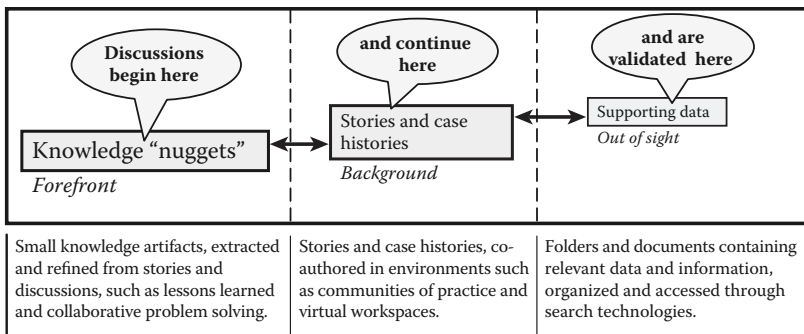 Discussions
begin here
and continue
here
and are
validated here
Knowledge “nuggets”
Forefront
Stories and case
histories
Background
Supporting data
Out of sight
Small knowledge artifacts, extracted
and refined from stories and
discussions, such as lessons learned
and collaborative problem solving.
Stories and case histories, co-
authored in environments such
as communities of practice and
virtual workspaces.
Folders and documents containing
relevant data and information,
organized and accessed through
search technologies.